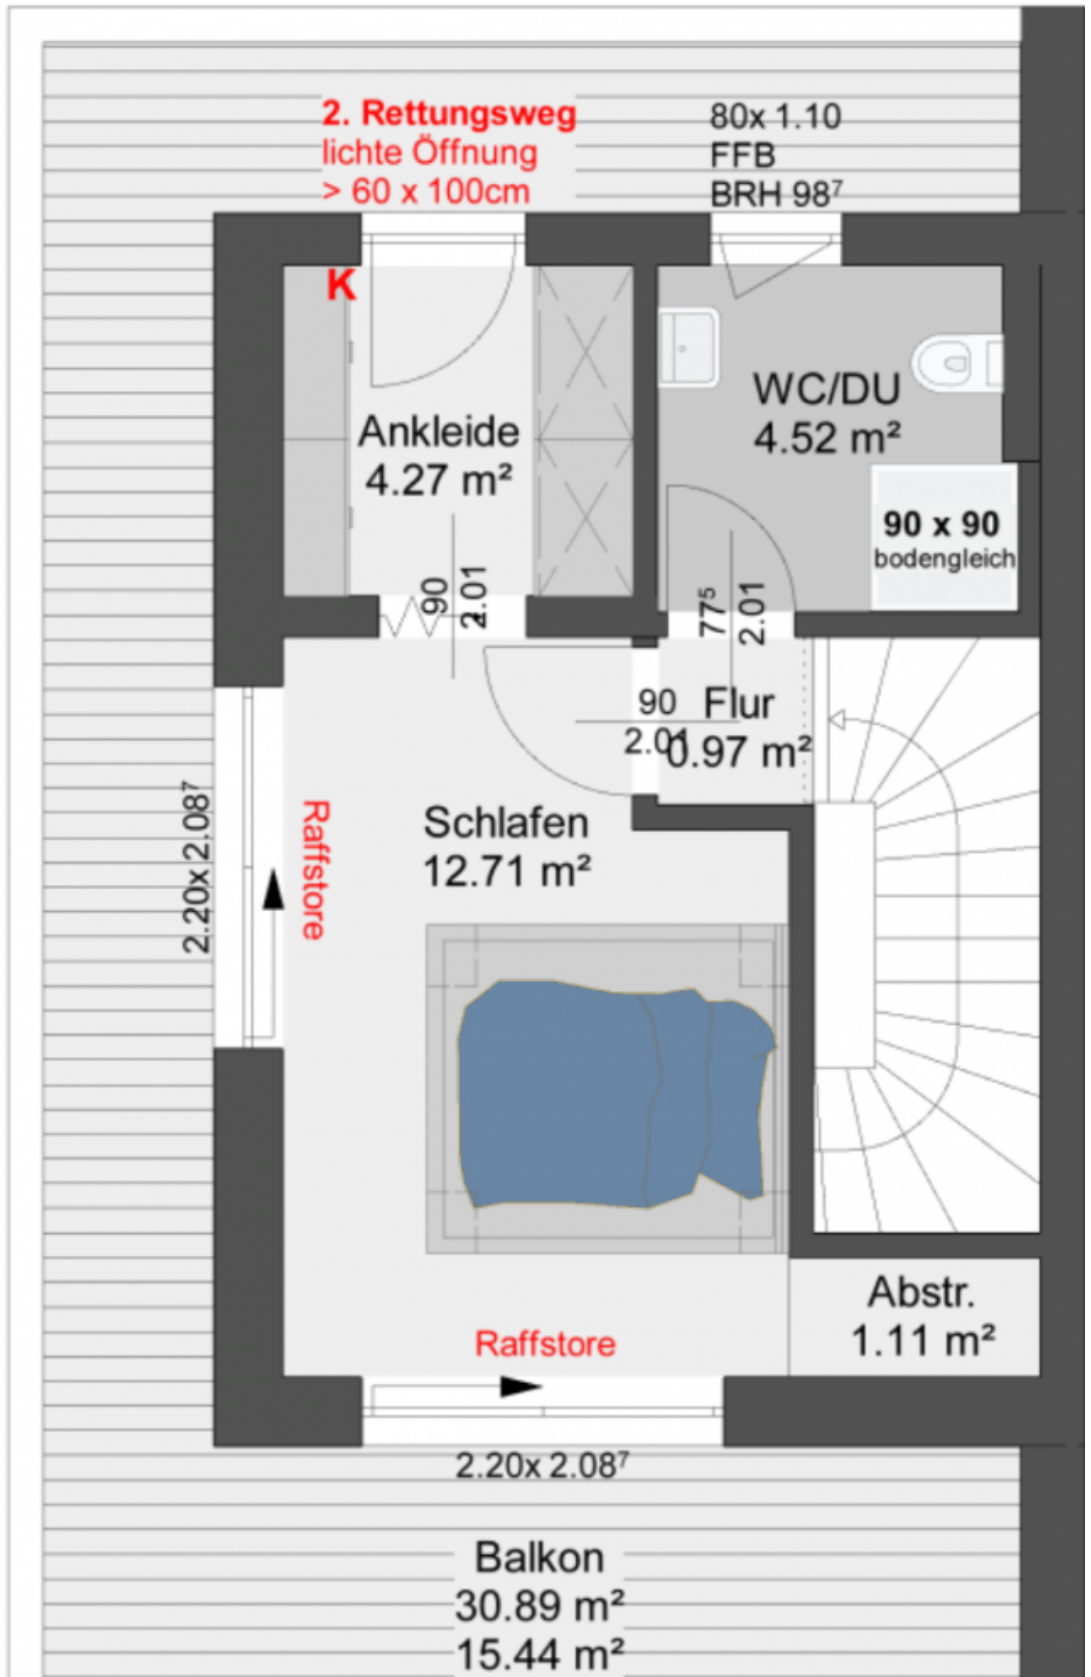 2. Rettungsweg
lichte Öffnung
> 60 x 100cm
80x 1.10
FFB
BRH 98⁷
K
Ankleide
4.27 m²
WC/DU
4.52 m²
90 x 90
bodengleich
90
2.01
77⁵
2.01
90
2.01
Flur
0.97 m²
2.20x 2.08⁷
Raffstore
Schlafen
12.71 m²
Abstr.
1.11 m²
Raffstore
2.20x 2.08⁷
Balkon
30.89 m²
15.44 m²